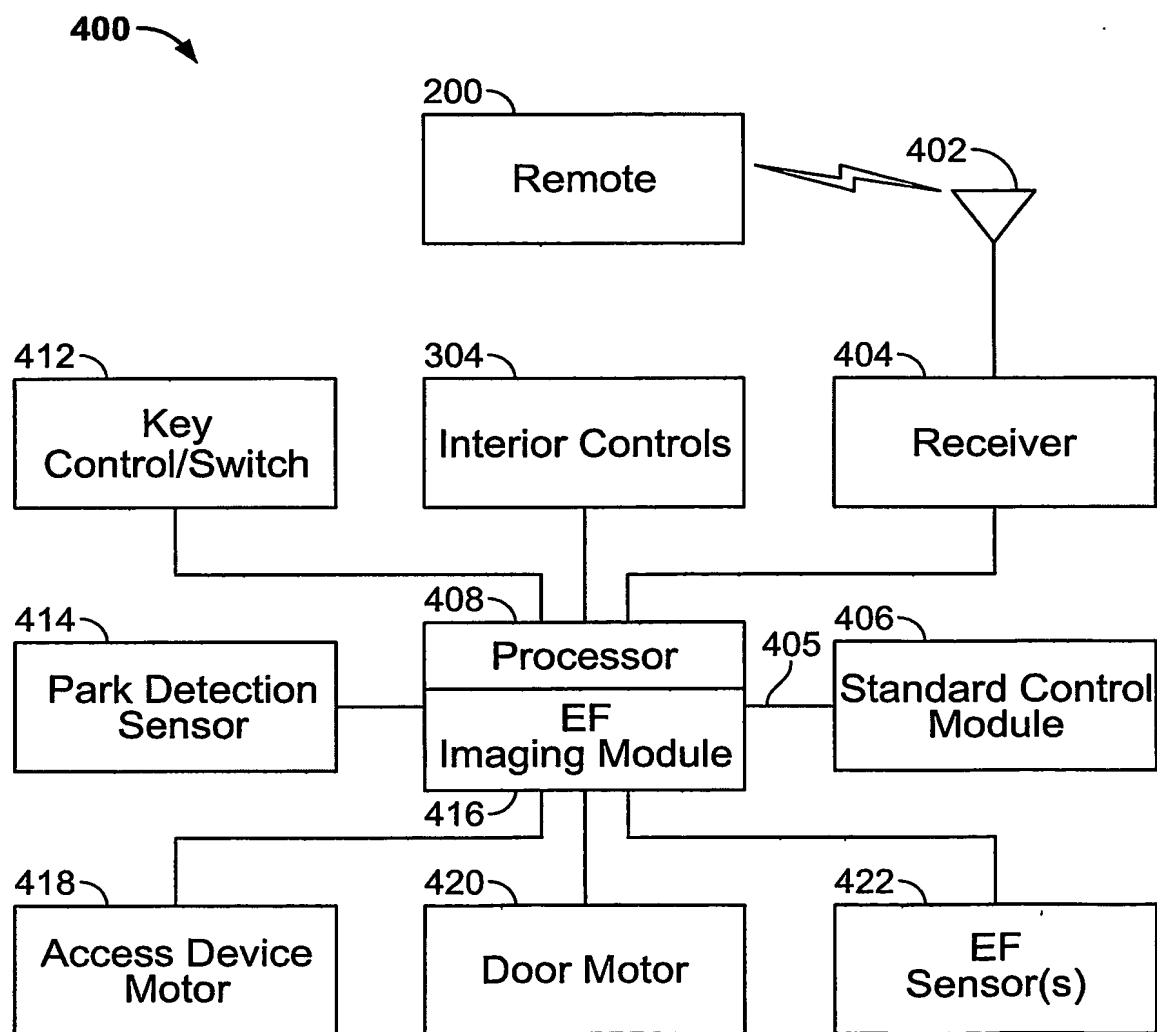 400
200
Remote
402
412
Key
Control/Switch
304
Interior Controls
404
Receiver
414
Park Detection
Sensor
408
Processor
EF
Imaging Module
416
405
406
Standard Control
Module
418
Access Device
Motor
420
Door Motor
422
EF
Sensor(s)